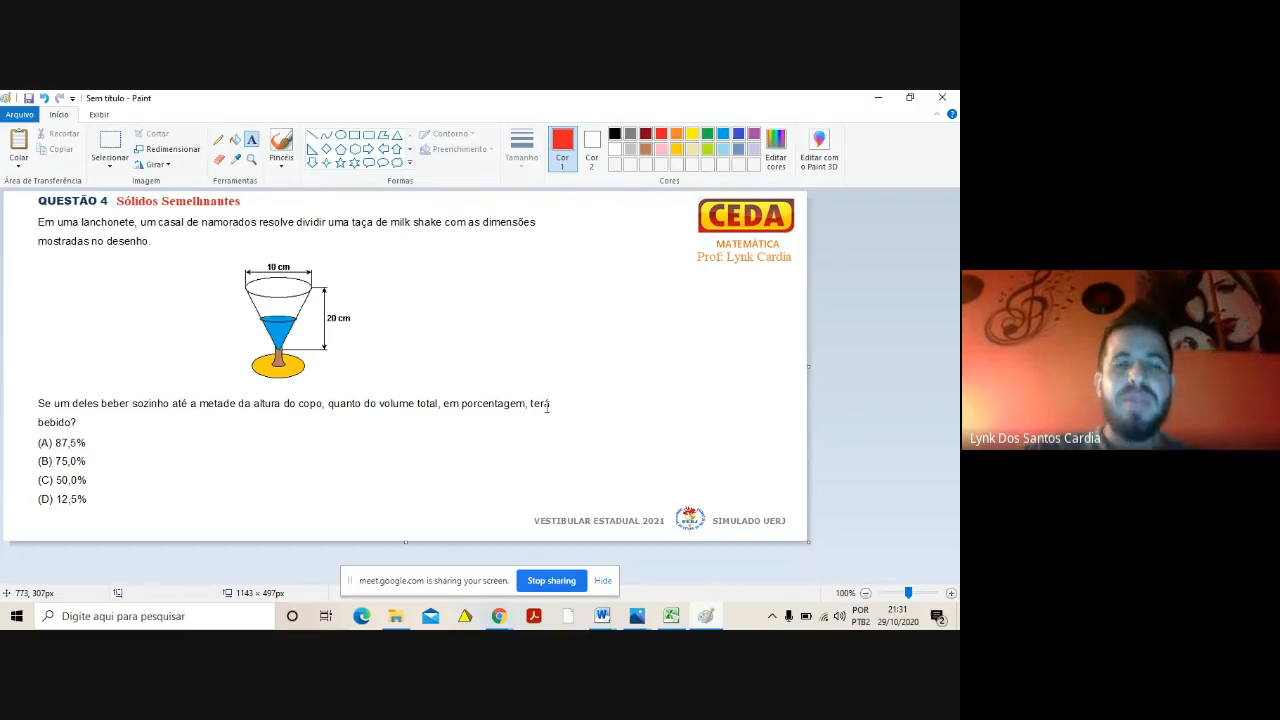 Sem título - Paint
Arquivo Início Exibir
Colar
Recortar
Copiar
Área de Transferência
Selecionar
Cortar
Redimensionar
Girar
Imagem
A
Ferramentas
Pincéis
Contorno
Preenchimento
Formas
Tamanho
Cor 1
Cor 2
Editar cores
Cores
Editar com o Paint 3D
QUESTÃO 4 Sólidos Semelhnantes
Em uma lanchonete, um casal de namorados resolve dividir uma taça de milk shake com as dimensões
mostradas no desenho.
CEDA
MATEMÁTICA
Prof: Lynk Cardia
10 cm
20 cm
Se um deles beber sozinho até a metade da altura do copo, quanto do volume total, em porcentagem, terá
bebido?
(A) 87,5%
(B) 75,0%
(C) 50,0%
(D) 12,5%
VESTIBULAR ESTADUAL 2021 UERJ SIMULADO UERJ
Lynk Dos Santos Cardia
meet.google.com is sharing your screen. Stop sharing Hide
773, 307px 1143 × 497px 100%
Digite aqui para pesquisar
POR
PTB2
21:31
29/10/2020
2